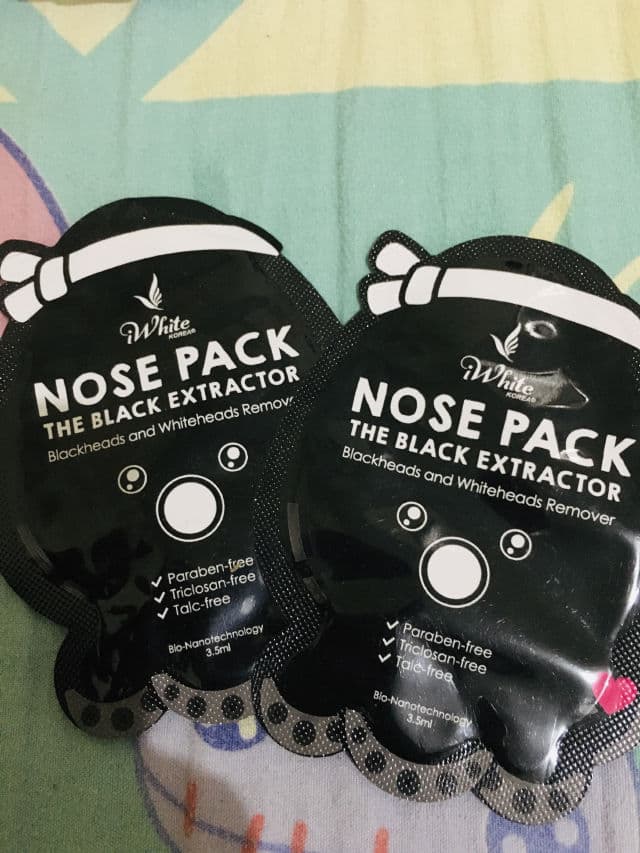 iWhite
KOREA®
NOSE PACK
THE BLACK EXTRACTOR
Blackheads and Whiteheads Remover
✓ Paraben-free
✓ Triclosan-free
✓ Talc-free
Bio-Nanotechnology
3.5ml
iWhite
KOREA®
NOSE PACK
THE BLACK EXTRACTOR
Blackheads and Whiteheads Remover
✓ Paraben-free
✓ Triclosan-free
✓ Talc-free
Bio-Nanotechnology
3.5ml